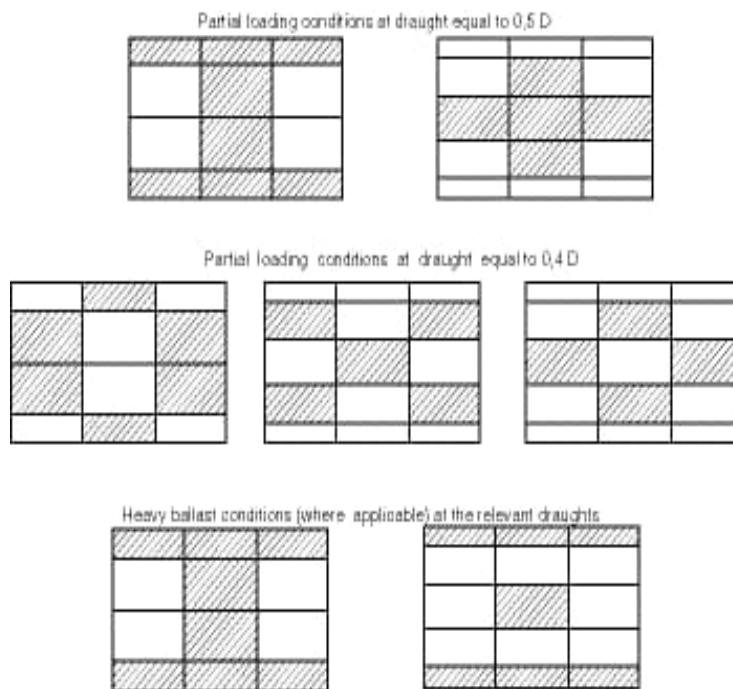 Partial loading conditions at draught equal to 0,5 D
Partial loading conditions at draught equal to 0,4 D
Heavy ballast conditions (where applicable) at the relevant draughts